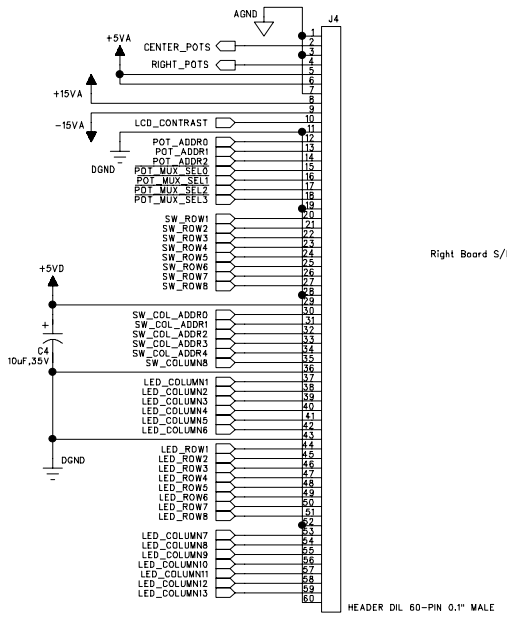 AGND
J4
1
+5VA
CENTER_POTS 2
3
RIGHT_POTS 4
5
6
7
+15VA 8
9
-15VA
LCD_CONTRAST 10
11
POT_ADDR0 12
POT_ADDR1 13
DGND
POT_ADDR2 14
POT_MUX_SEL0 15
POT_MUX_SEL1 16
POT_MUX_SEL2 17
POT_MUX_SEL3 18
19
SW_ROW1 20
SW_ROW2 21
SW_ROW3 22
SW_ROW4 23
SW_ROW5 24
SW_ROW6 25
SW_ROW7 26
SW_ROW8 27
Right Board S/
28
+5VD
29
SW_COL_ADDR0 30
SW_COL_ADDR1 31
SW_COL_ADDR2 32
SW_COL_ADDR3 33
SW_COL_ADDR4 34
SW_COLUMN8 35
+
C4
10uF,35V
36
LED_COLUMN1 37
LED_COLUMN2 38
LED_COLUMN3 39
LED_COLUMN4 40
LED_COLUMN5 41
LED_COLUMN6 42
43
DGND
LED_ROW1 44
LED_ROW2 45
LED_ROW3 46
LED_ROW4 47
LED_ROW5 48
LED_ROW6 49
LED_ROW7 50
LED_ROW8 51
52
LED_COLUMN7 53
LED_COLUMN8 54
LED_COLUMN9 55
LED_COLUMN10 56
LED_COLUMN11 57
LED_COLUMN12 58
LED_COLUMN13 59
60
HEADER DIL 60-PIN 0.1" MALE